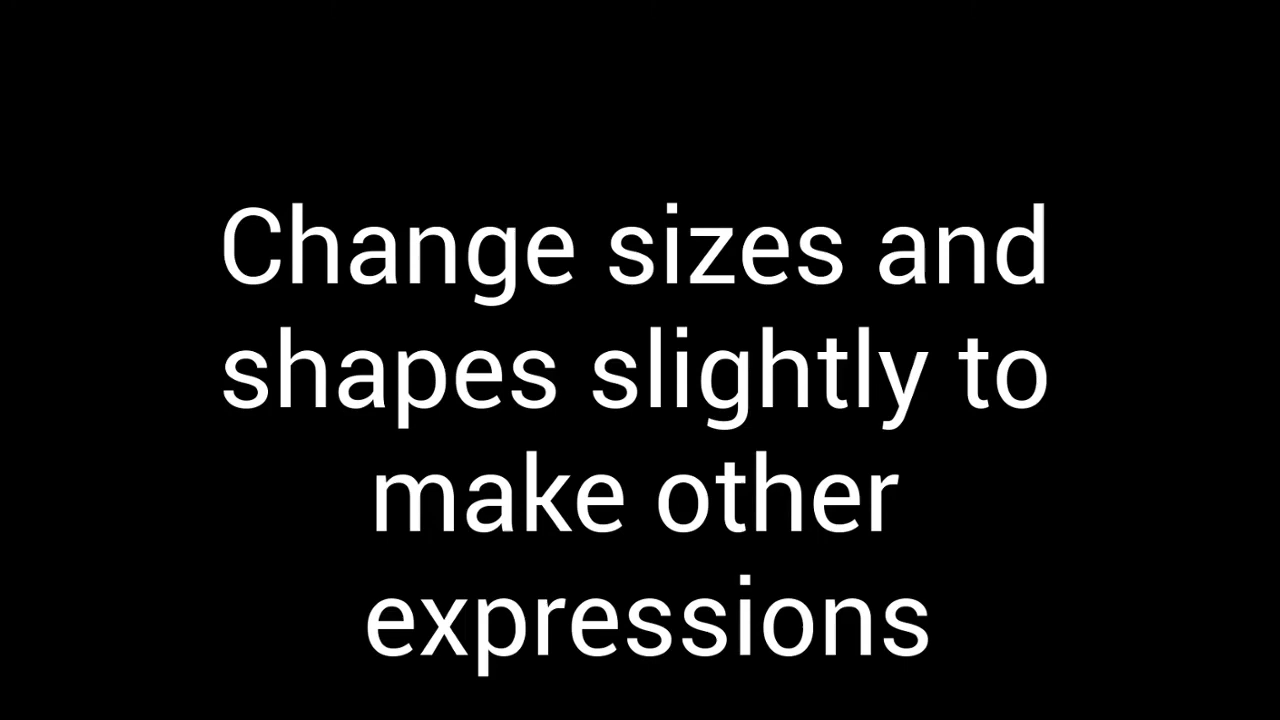 Change sizes and
shapes slightly to
make other
expressions